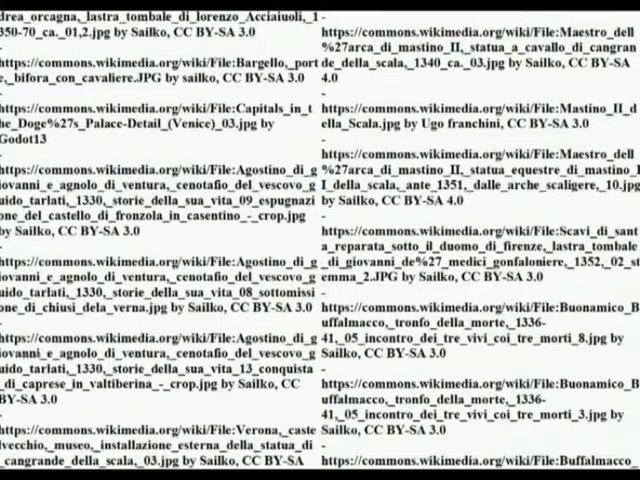 drea_orcagna,_lastra_tombale_di_lorenzo_Acciaiuoli,_1
350-70_ca._01,2.jpg by Sailko, CC BY-SA 3.0
-
https://commons.wikimedia.org/wiki/File:Bargello,_port
e,_bifora_con_cavaliere.JPG by sailko, CC BY-SA 3.0
-
https://commons.wikimedia.org/wiki/File:Capitals_in_t
he_Doge%27s_Palace-Detail_(Venice)_03.jpg by
Godot13
-
https://commons.wikimedia.org/wiki/File:Agostino_di_g
iovanni_e_agnolo_di_ventura,_cenotafio_del_vescovo_g
uido_tarlati,_1330,_storie_della_sua_vita_09_espugnazi
one_del_castello_di_fronzola_in_casentino_-_crop.jpg
by Sailko, CC BY-SA 3.0
-
https://commons.wikimedia.org/wiki/File:Agostino_di_g
iovanni_e_agnolo_di_ventura,_cenotafio_del_vescovo_g
uido_tarlati,_1330,_storie_della_sua_vita_08_sottomissi
one_di_chiusi_dela_verna.jpg by Sailko, CC BY-SA 3.0
-
https://commons.wikimedia.org/wiki/File:Agostino_di_g
iovanni_e_agnolo_di_ventura,_cenotafio_del_vescovo_g
uido_tarlati,_1330,_storie_della_sua_vita_13_conquista
_di_caprese_in_valtiberina_-_crop.jpg by Sailko, CC
BY-SA 3.0
-
https://commons.wikimedia.org/wiki/File:Verona,_caste
lvecchio,_museo,_installazione_esterna_della_statua_di
_cangrande_della_scala,_03.jpg by Sailko, CC BY-SA
-
https://commons.wikimedia.org/wiki/File:Maestro_dell
%27arca_di_mastino_II,_statua_a_cavallo_di_cangran
de_della_scala,_1340_ca._03.jpg by Sailko, CC BY-SA
4.0
-
https://commons.wikimedia.org/wiki/File:Mastino_II_d
ella_Scala.jpg by Ugo franchini, CC BY-SA 3.0
-
https://commons.wikimedia.org/wiki/File:Maestro_dell
%27arca_di_mastino_II,_statua_equestre_di_mastino_I
I_della_scala,_ante_1351,_dalle_arche_scaligere,_10.jpg
by Sailko, CC BY-SA 4.0
-
https://commons.wikimedia.org/wiki/File:Scavi_di_sant
a_reparata_sotto_il_duomo_di_firenze,_lastra_tombale
_di_giovanni_de%27_medici_gonfaloniere,_1352,_02_st
emma_2.JPG by Sailko, CC BY-SA 3.0
-
https://commons.wikimedia.org/wiki/File:Buonamico_B
uffalmacco,_tronfo_della_morte,_1336-
41,_05_incontro_dei_tre_vivi_coi_tre_morti_8.jpg by
Sailko, CC BY-SA 3.0
-
https://commons.wikimedia.org/wiki/File:Buonamico_B
uffalmacco,_tronfo_della_morte,_1336-
41,_05_incontro_dei_tre_vivi_coi_tre_morti_3.jpg by
Sailko, CC BY-SA 3.0
-
https://commons.wikimedia.org/wiki/File:Buffalmacco_